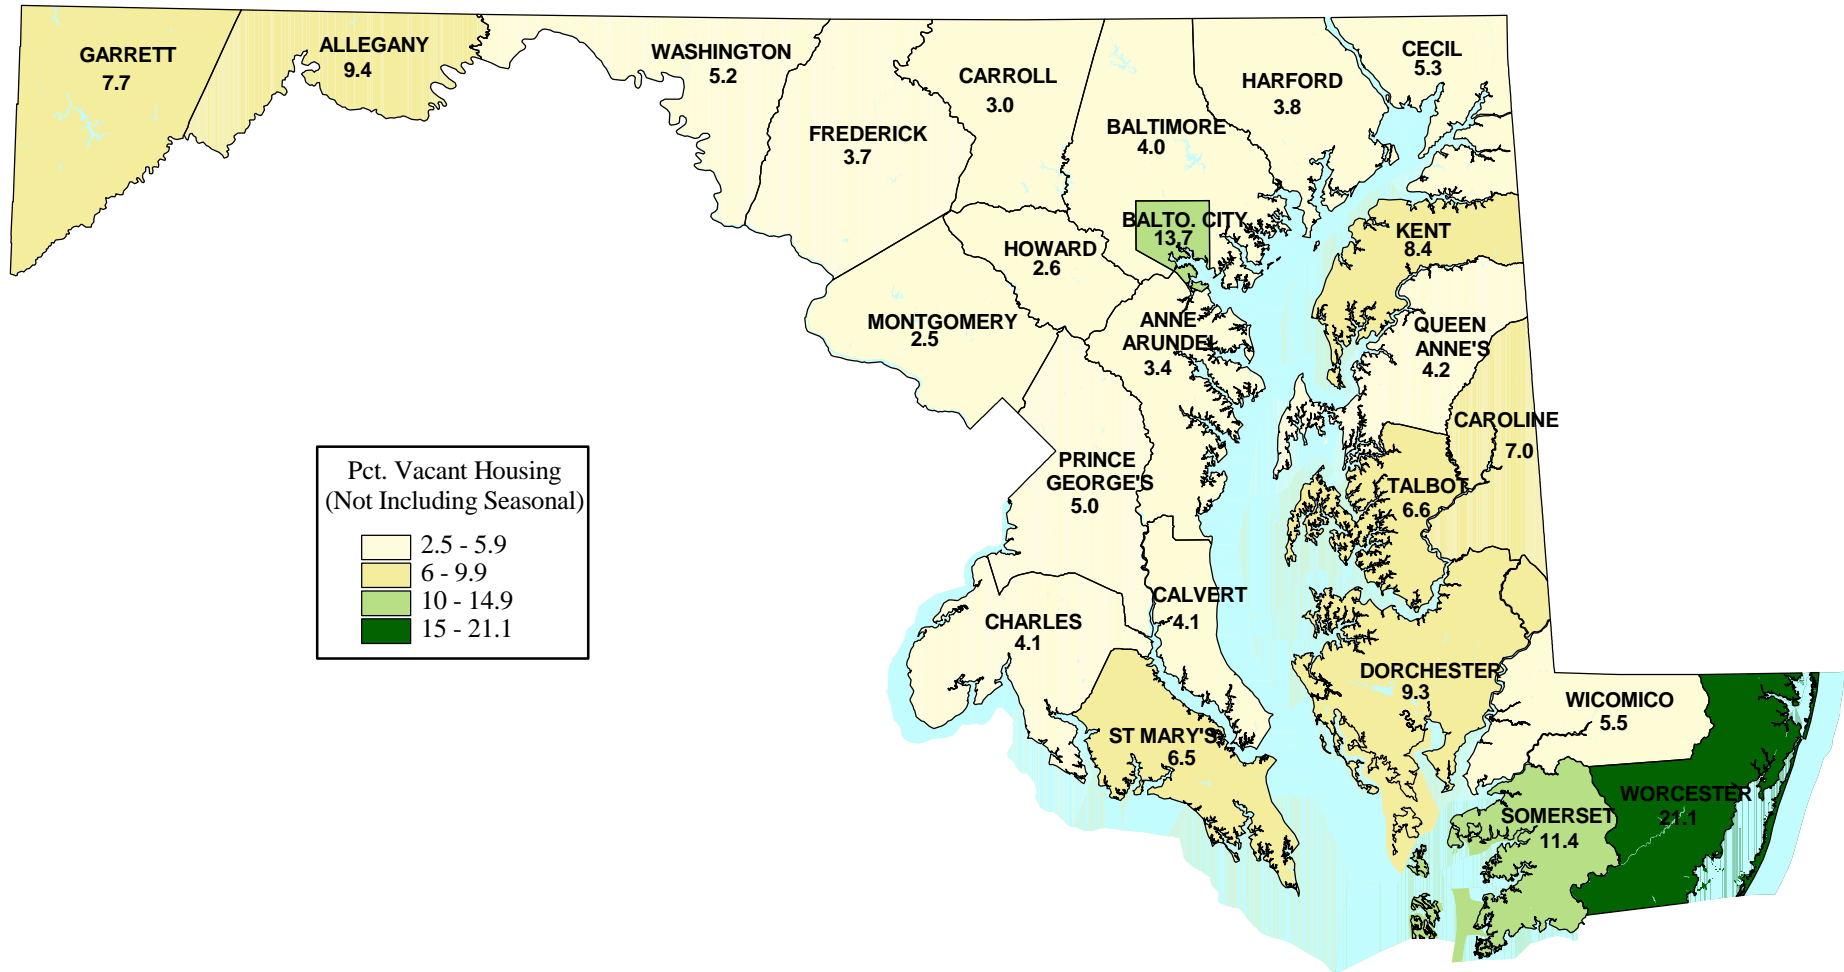 GARRETT
7.7
ALLEGANY
9.4
WASHINGTON
5.2
FREDERICK
3.7
CARROLL
3.0
BALTIMORE
4.0
HARFORD
3.8
CECIL
5.3
BALTO. CITY
13.7
KENT
8.4
HOWARD
2.6
MONTGOMERY
2.5
ANNE
ARUNDEL
3.4
QUEEN
ANNE'S
4.2
CAROLINE
7.0
PRINCE
GEORGE'S
5.0
TALBOT
6.6
Pct. Vacant Housing
(Not Including Seasonal)
2.5 - 5.9
6 - 9.9
10 - 14.9
15 - 21.1
CHARLES
4.1
CALVERT
4.1
DORCHESTER
9.3
WICOMICO
5.5
ST MARY'S
6.5
SOMERSET
11.4
WORCESTER
21.1